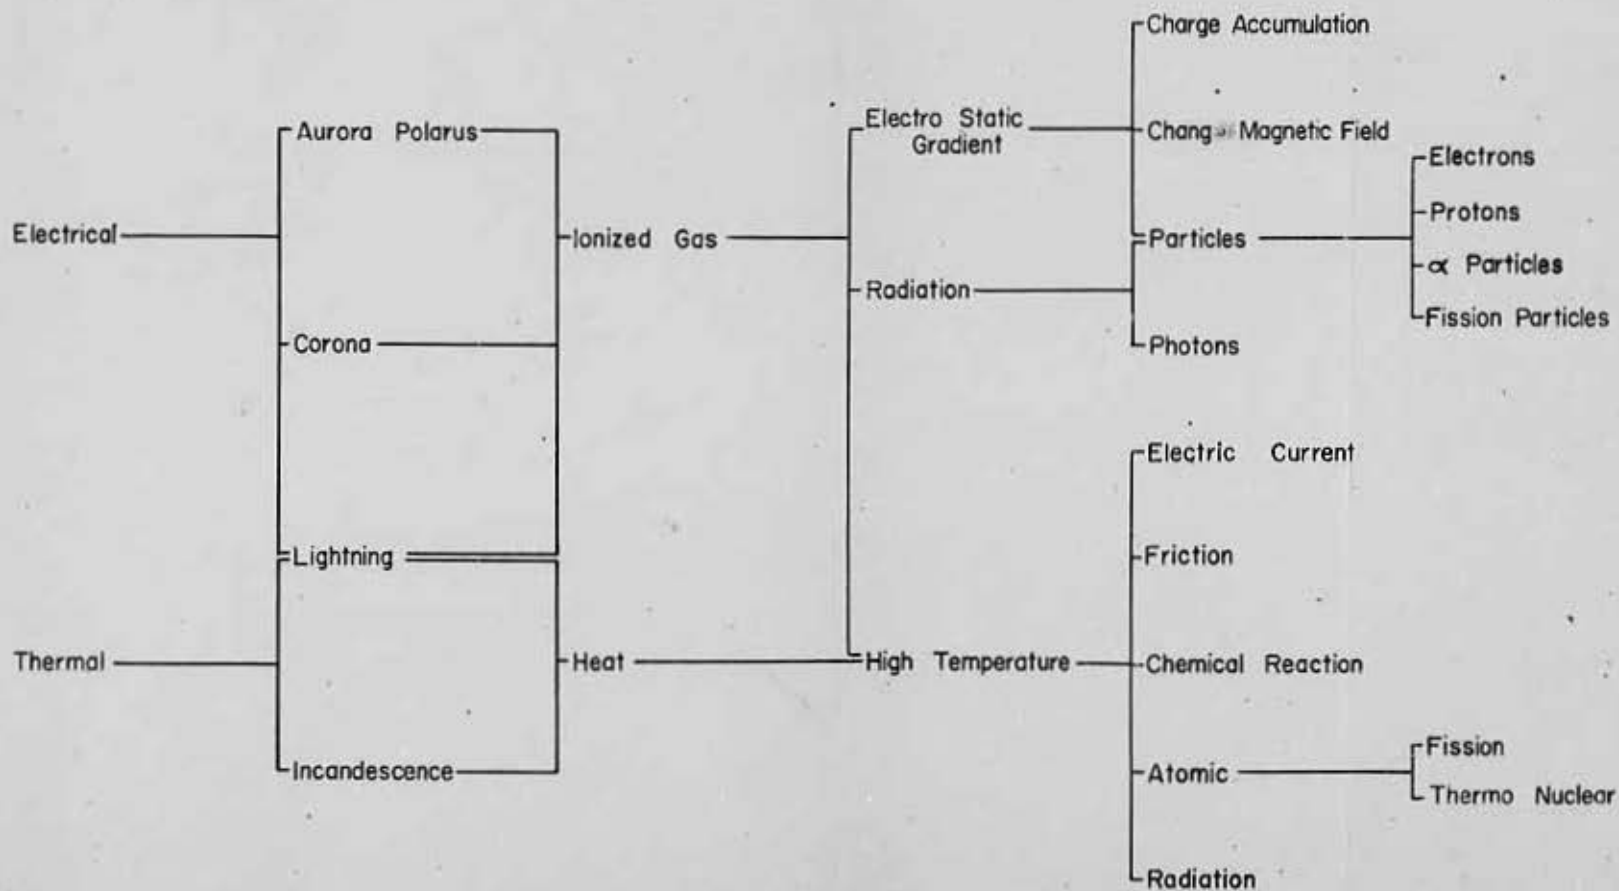 Charge Accumulation
Electro Static
Gradient
Magnetic Field
Aurora Polarus
Electrons
Protons
Electrical
Ionized Gas
Particles
α Particles
Radiation
Fission Particles
Corona
Photons
Electric Current
Lightning
Friction
Thermal
Heat
High Temperature
Chemical Reaction
Fission
Incandescence
Atomic
Thermo Nuclear
Radiation